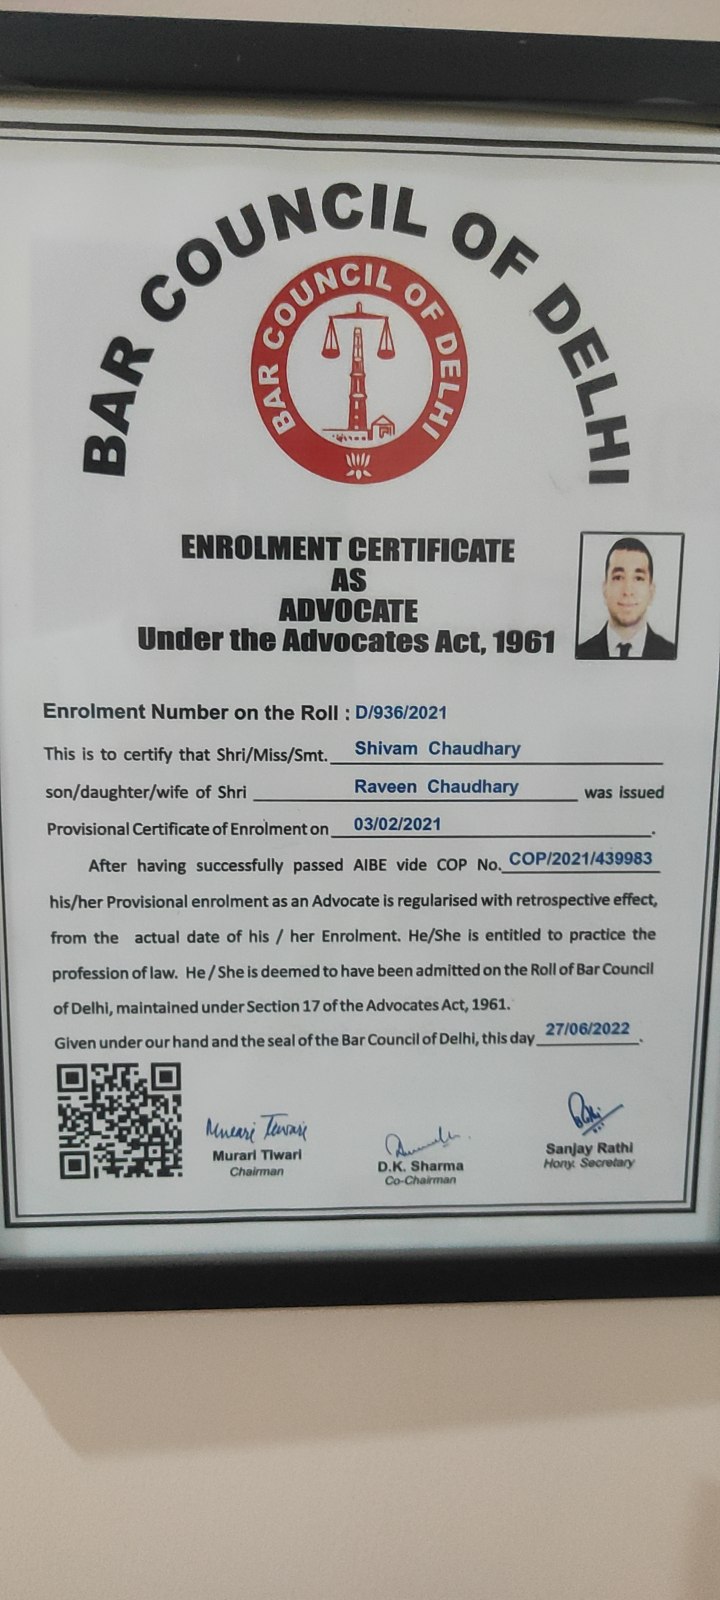 BAR COUNCIL OF DELHI
BAR COUNCIL OF DELHI
ENROLMENT CERTIFICATE
AS
ADVOCATE
Under the Advocates Act, 1961
Enrolment Number on the Roll : D/936/2021
This is to certify that Shri/Miss/Smt. Shivam Chaudhary
son/daughter/wife of Shri Raveen Chaudhary was issued
Provisional Certificate of Enrolment on 03/02/2021.
After having successfully passed AIBE vide COP No. COP/2021/439983
his/her Provisional enrolment as an Advocate is regularised with retrospective effect,
from the actual date of his / her Enrolment. He/She is entitled to practice the
profession of law. He / She is deemed to have been admitted on the Roll of Bar Council
of Delhi, maintained under Section 17 of the Advocates Act, 1961.
Given under our hand and the seal of the Bar Council of Delhi, this day 27/06/2022.
Murari Tiwari
Murari Tiwari
Chairman
D.K. Sharma
Co-Chairman
Sanjay Rathi
Hony. Secretary